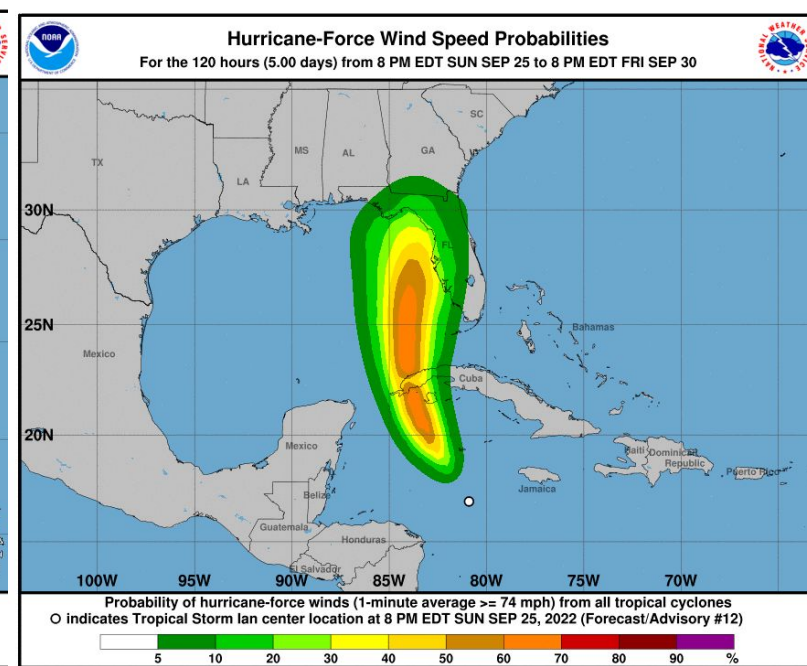 NOAA
Hurricane-Force Wind Speed Probabilities
For the 120 hours (5.00 days) from 8 PM EDT SUN SEP 25 to 8 PM EDT FRI SEP 30
SC
TX
MS
AL
GA
LA
30N
FL
25N
Mexico
Bahamas
Cuba
20N
Mexico
Haiti
Dominican
Republic
Puerto Rico
Jamaica
Belize
Guatemala
Honduras
El Salvador
100W 95W 90W 85W 80W 75W 70W
Probability of hurricane-force winds (1-minute average >= 74 mph) from all tropical cyclones
O indicates Tropical Storm Ian center location at 8 PM EDT SUN SEP 25, 2022 (Forecast/Advisory #12)
5 10 20 30 40 50 60 70 80 90 %